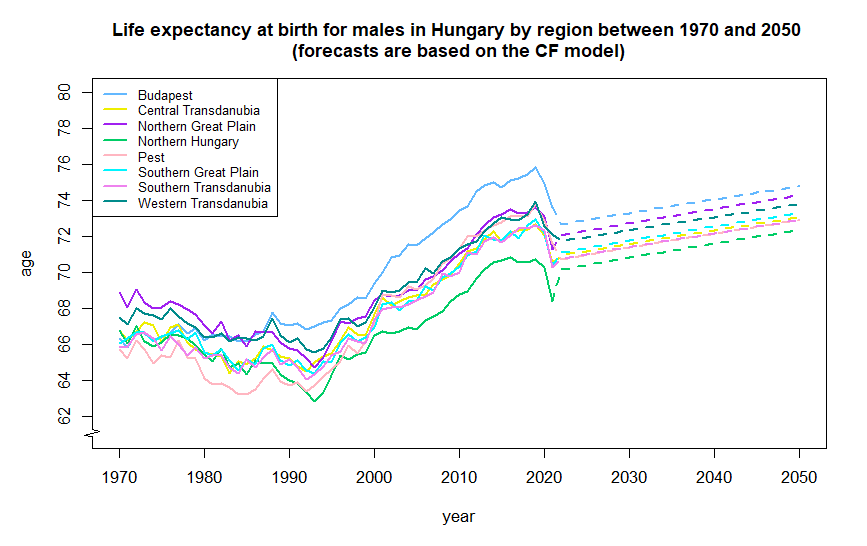 Life expectancy at birth for males in Hungary by region between 1970 and 2050
(forecasts are based on the CF model)
Budapest
Central Transdanubia
Northern Great Plain
Northern Hungary
Pest
Southern Great Plain
Southern Transdanubia
Western Transdanubia
age
80
78
76
74
72
70
68
66
64
62
1970 1980 1990 2000 2010 2020 2030 2040 2050
year